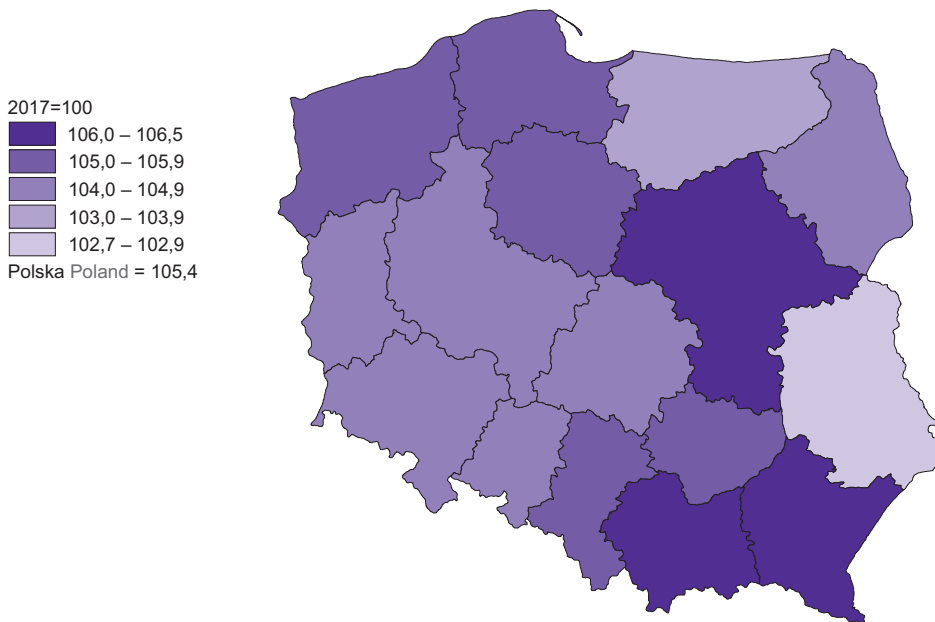 2017=100
106,0 – 106,5
105,0 – 105,9
104,0 – 104,9
103,0 – 103,9
102,7 – 102,9
Polska Poland = 105,4